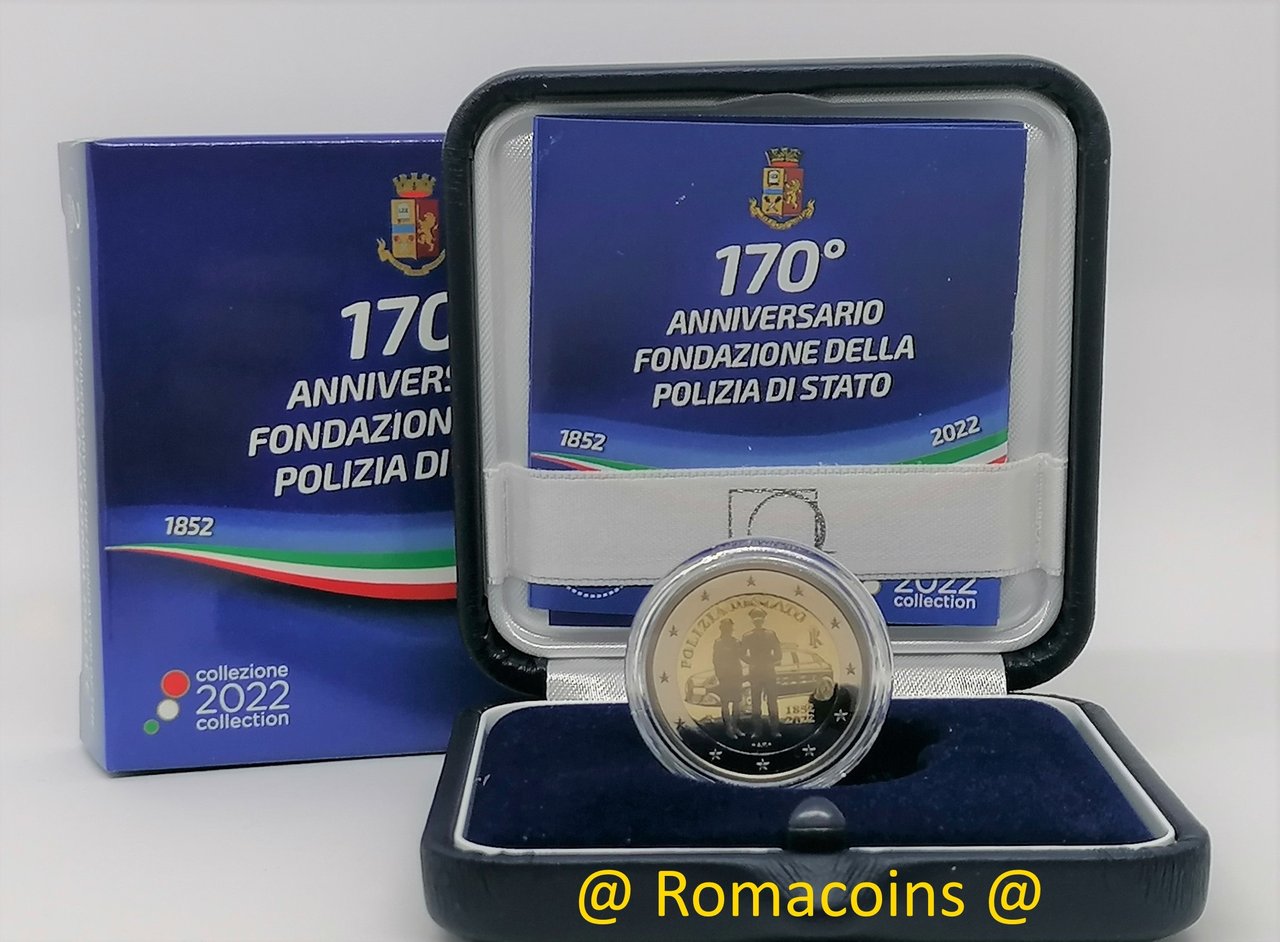 170
ANNIVERS
FONDAZION
POLIZIA DI
1852
collezione
2022
collection
170°
ANNIVERSARIO
FONDAZIONE DELLA
POLIZIA DI STATO
1852
2022
2022
collection
POLIZIA DI STATO
1852
2022
@ Romacoins @